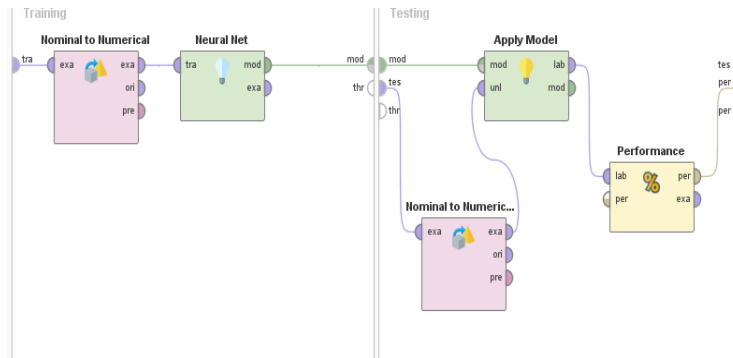 Training
Testing
Nominal to Numerical
Neural Net
Apply Model
tra
exa
exa
ori
pre
tra
mod
exa
mod
thr
mod
tes
thr
mod
unl
lab
mod
tes
per
per
Performance
lab
per
per
exa
Nominal to Numeric...
exa
exa
ori
pre